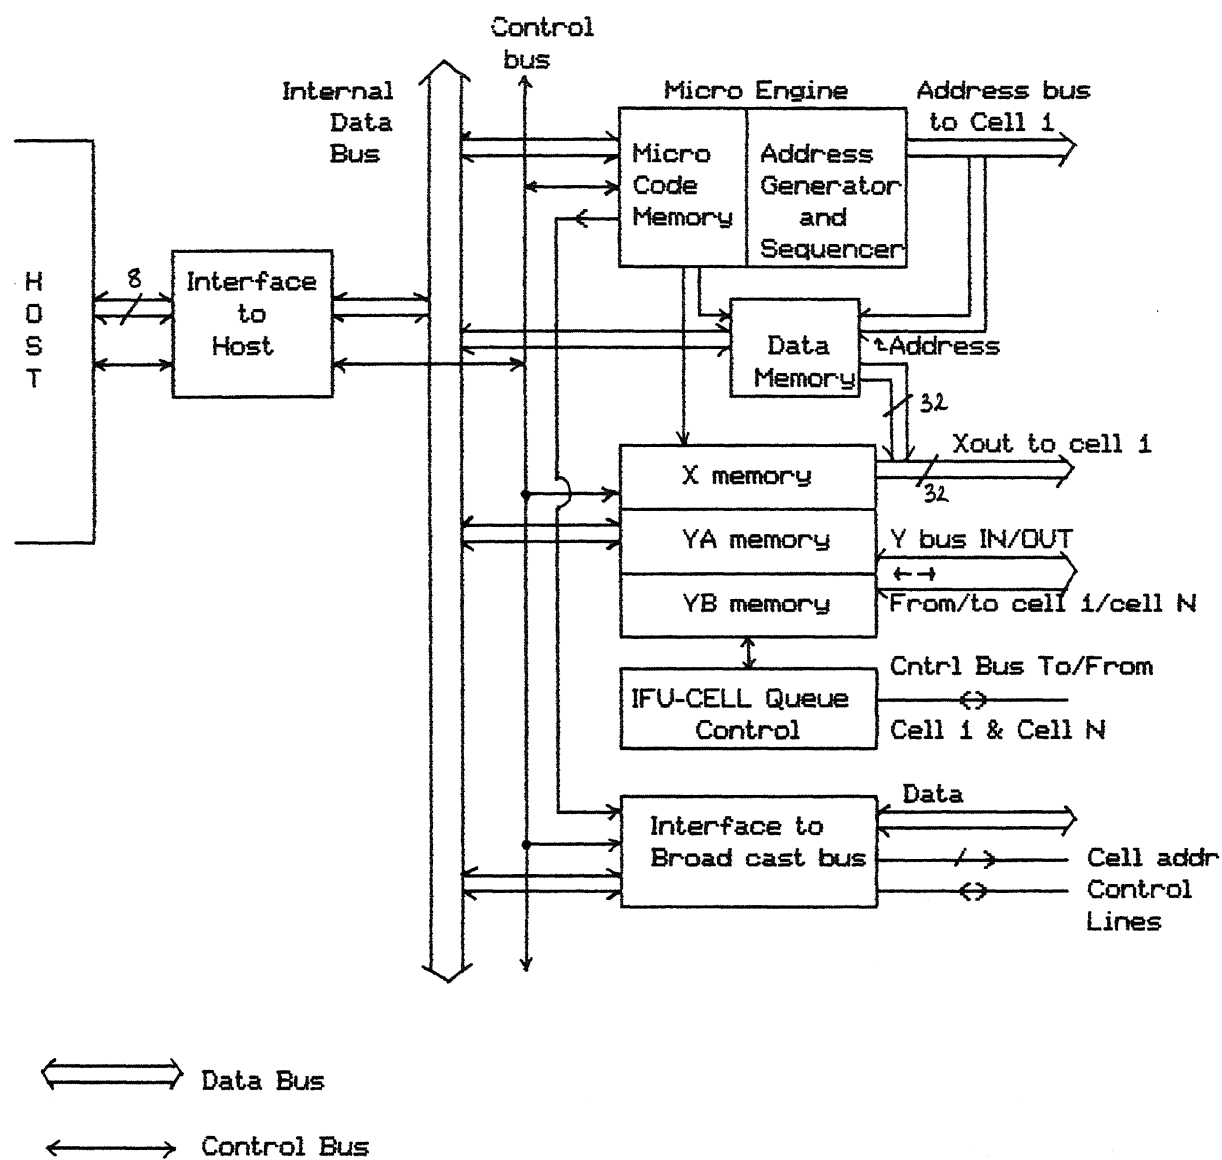 Control
bus
Internal
Data
Bus
Micro Engine
Address bus
to Cell 1
Micro
Code
Memory
Address
Generator
and
Sequencer
H
O
S
T
8
Interface
to
Host
Data
Memory
Address
32
Xout to cell 1
32
X memory
YA memory
YB memory
Y bus IN/OUT
From/to cell 1/cell N
IFU-CELL Queue
Control
Cntrl Bus To/From
Cell 1 & Cell N
Interface to
Broad cast bus
Data
Cell addr
Control
Lines
Data Bus
Control Bus